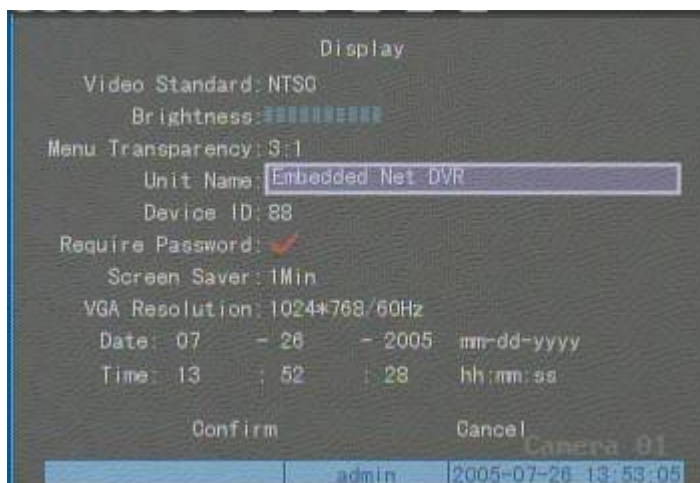 Display
Video Standard: NTSC
Brightness:
Menu Transparency: 3:1
Unit Name: Embedded Net DVR
Device ID: 88
Require Password:
Screen Saver: 1Min
VGA Resolution: 1024*768/60Hz
Date: 07 - 26 - 2005 mm-dd-yyyy
Time: 13 : 52 : 28 hh:mm:ss
Confirm Cancel
Camera 01
admin 2005-07-26 13:53:05